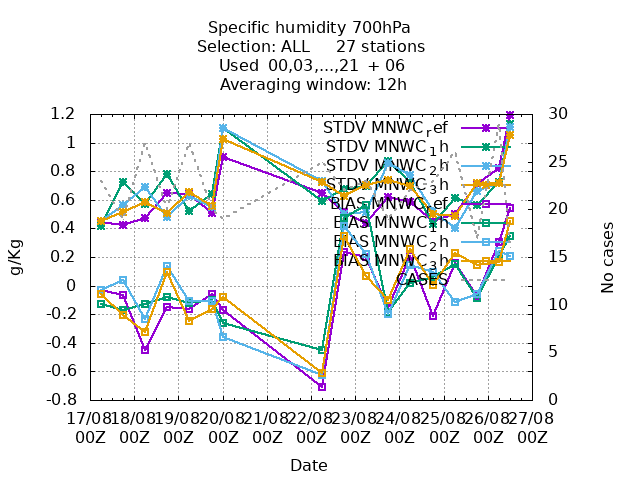 Specific humidity 700hPa
Selection: ALL 27 stations
Used 00,03,...,21 + 06
Averaging window: 12h
g/Kg
1.2
1
0.8
0.6
0.4
0.2
0
-0.2
-0.4
-0.6
-0.8
STDV MNWC_ref
STDV MNWC_1h
STDV MNWC_2h
STDV MNWC_3h
BIAS MNWC_ref
BIAS MNWC_1h
BIAS MNWC_2h
BIAS MNWC_3h
CASES
30
25
20
15
10
5
0
No cases
17/08 18/08 19/08 20/08 21/08 22/08 23/08 24/08 25/08 26/08 27/08
00Z 00Z 00Z 00Z 00Z 00Z 00Z 00Z 00Z 00Z 00Z
Date